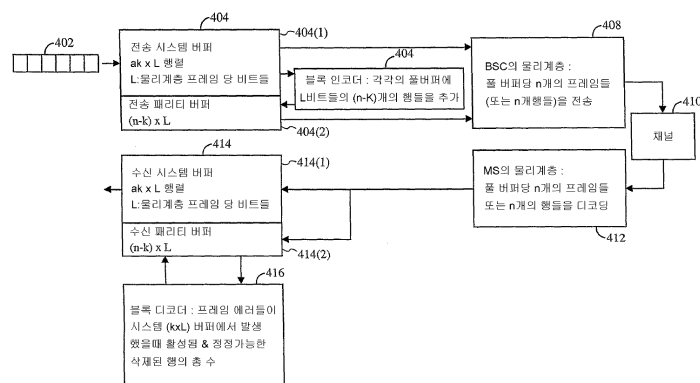 404
402
전송 시스템 버퍼
ak x L 행렬
L:물리계층 프레임 당 비트들
404(1)
전송 패리티 버퍼
(n-k) x L
404(2)
404
블록 인코더 : 각각의 풀버퍼에
L비트들의 (n-K)개의 행들을 추가
408
BSC의 물리계층 :
풀 버퍼당 n개의 프레임들
(또는 n개행들)을 전송
410
채널
414
수신 시스템 버퍼
ak x L 행렬
L:물리계층 프레임 당 비트들
414(1)
수신 패리티 버퍼
(n-k) x L
414(2)
MS의 물리계층 :
풀 버퍼당 n개의 프레임들
또는 n개의 행들을 디코딩
412
416
블록 디코더 : 프레임 에러들이
시스템 (kxL) 버퍼에서 발생
했을때 활성됨 & 정정가능한
삭제된 행의 총 수